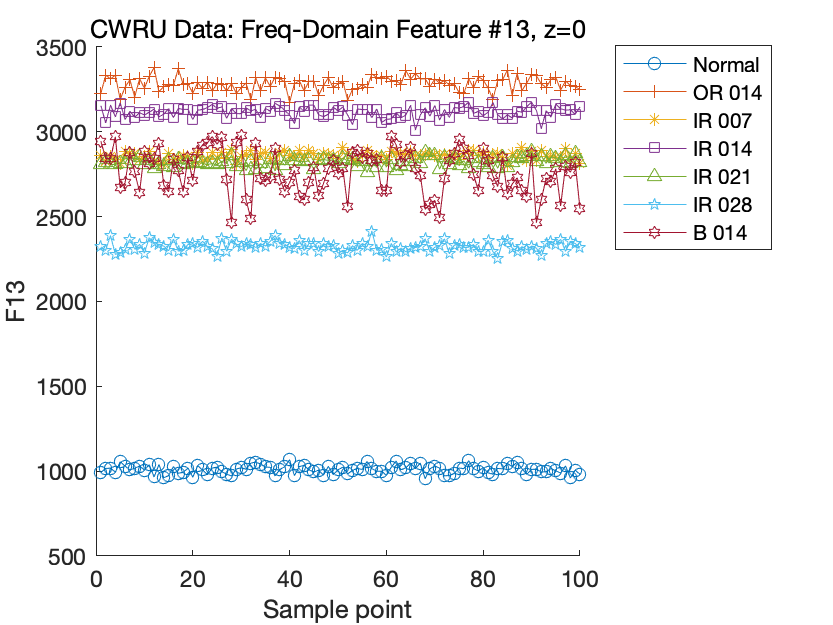 CWRU Data: Freq-Domain Feature #13, z=0
3500
3000
2500
2000
1500
1000
500
F13
0
20
40
60
80
100
Sample point
Normal
OR 014
IR 007
IR 014
IR 021
IR 028
B 014